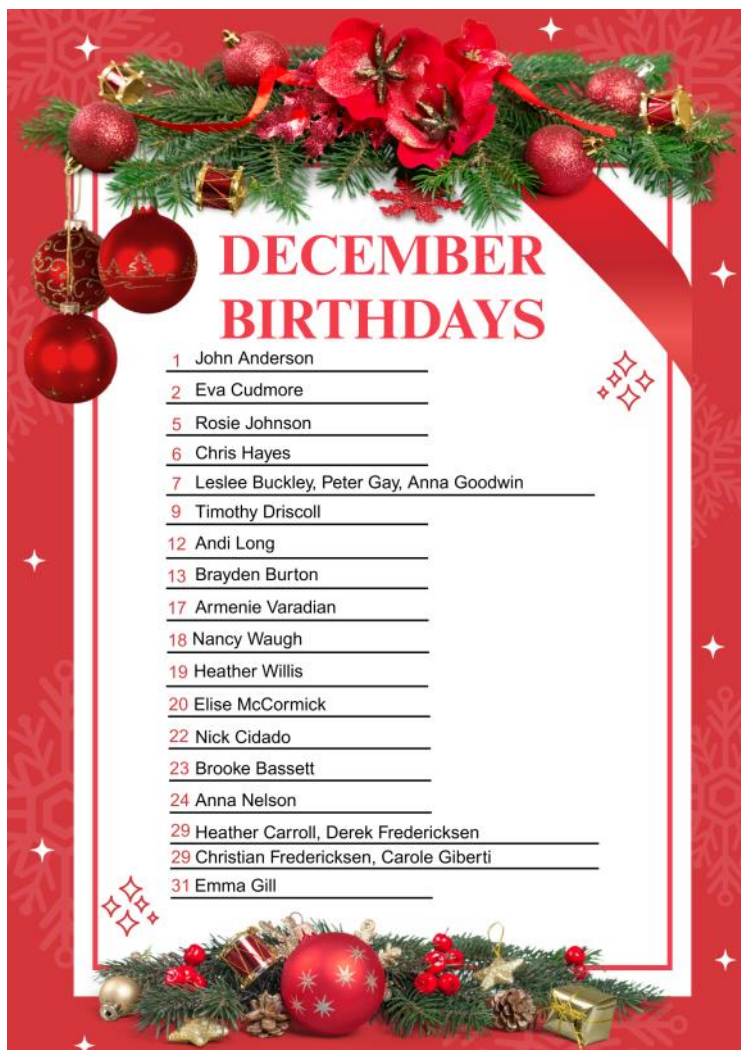 DECEMBER
BIRTHDAYS
1 John Anderson
2 Eva Cudmore
5 Rosie Johnson
6 Chris Hayes
7 Leslee Buckley, Peter Gay, Anna Goodwin
9 Timothy Driscoll
12 Andi Long
13 Brayden Burton
17 Armenie Varadian
18 Nancy Waugh
19 Heather Willis
20 Elise McCormick
22 Nick Cidado
23 Brooke Bassett
24 Anna Nelson
29 Heather Carroll, Derek Fredericksen
29 Christian Fredericksen, Carole Giberti
31 Emma Gill